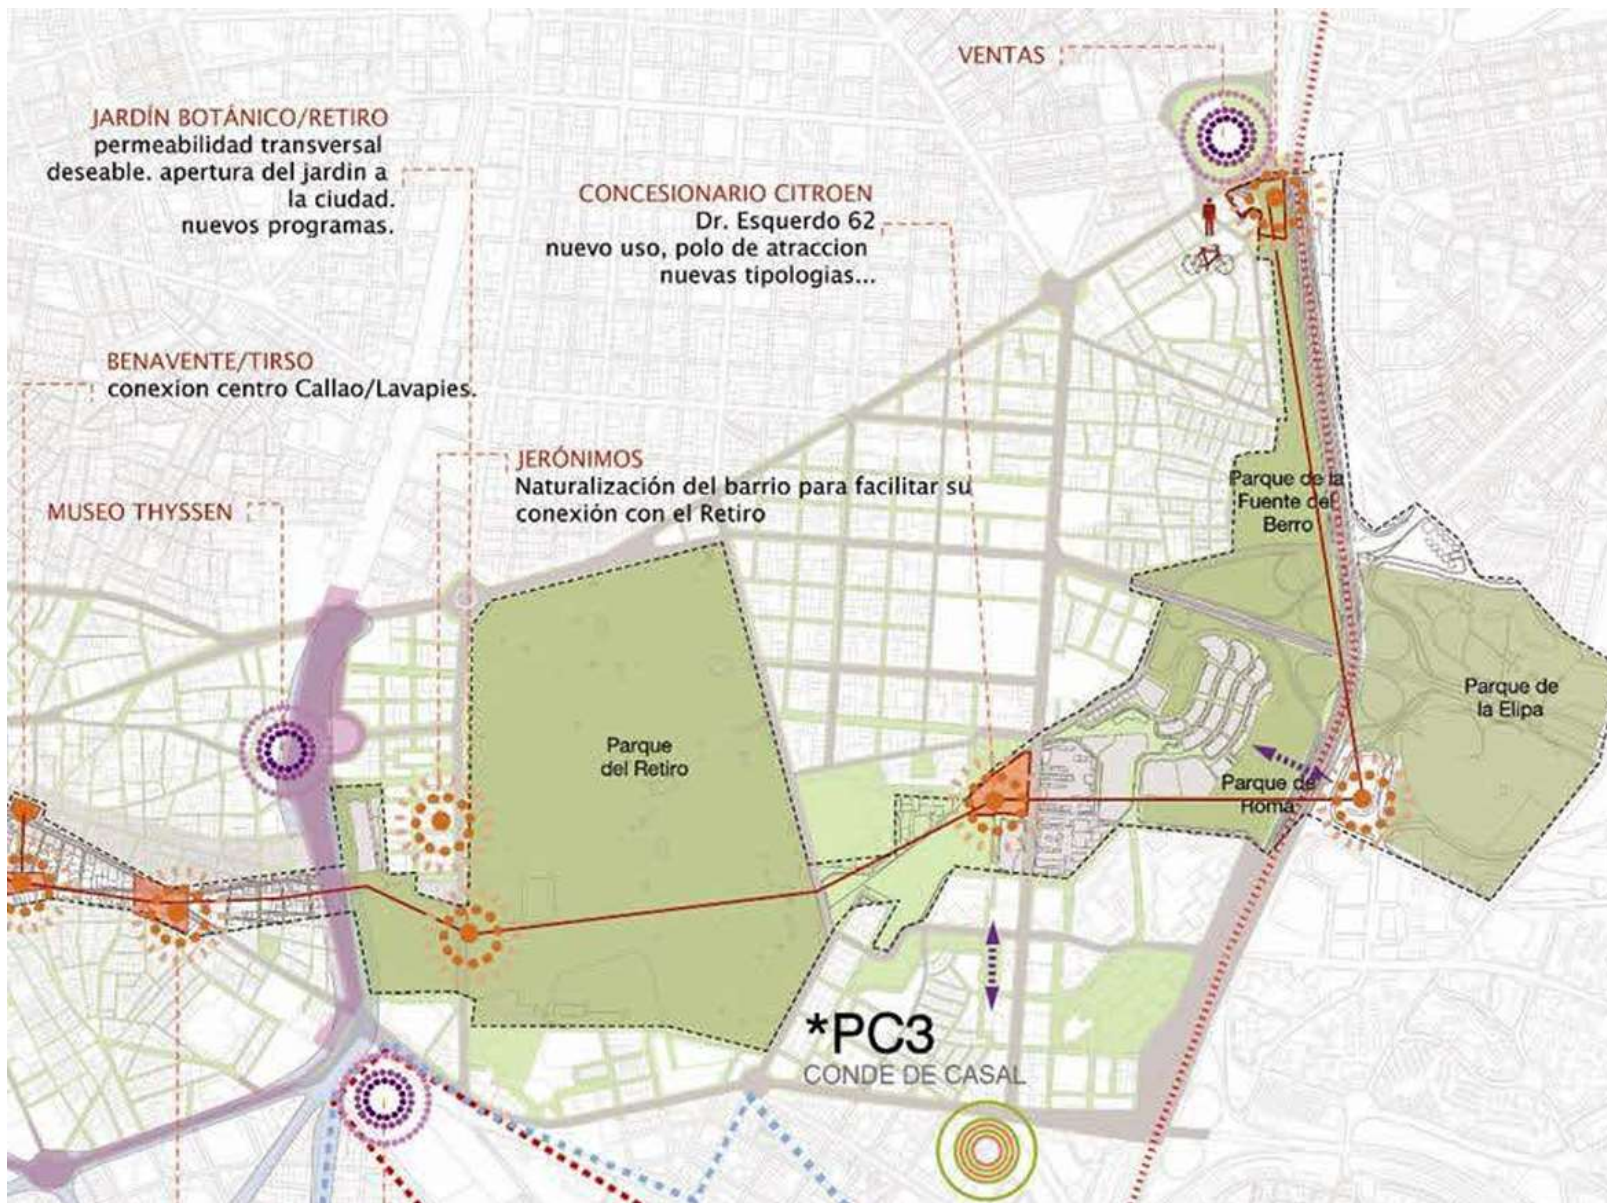 VENTAS
JARDÍN BOTÁNICO/RETIRO
permeabilidad transversal
deseable. apertura del jardin a
la ciudad.
nuevos programas.
CONCESIONARIO CITROEN
Dr. Esquerdo 62
nuevo uso, polo de atraccion
nuevas tipologias...
BENAVENTE/TIRSO
conexion centro Callao/Lavapies.
JERÓNIMOS
Naturalización del barrio para facilitar su
conexión con el Retiro
MUSEO THYSSEN
Parque de la
Fuente del
Berro
Parque de
la Elipa
Parque
del Retiro
Parque de
Roma
*PC3
CONDE DE CASAL